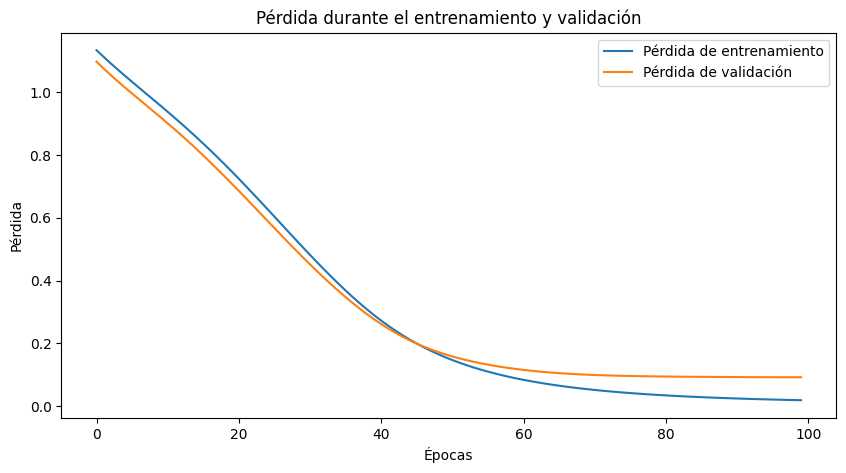 Pérdida durante el entrenamiento y validación
Pérdida de entrenamiento
Pérdida de validación
1.0
0.8
0.6
0.4
0.2
0.0
Pérdida
0 20 40 60 80 100
Épocas